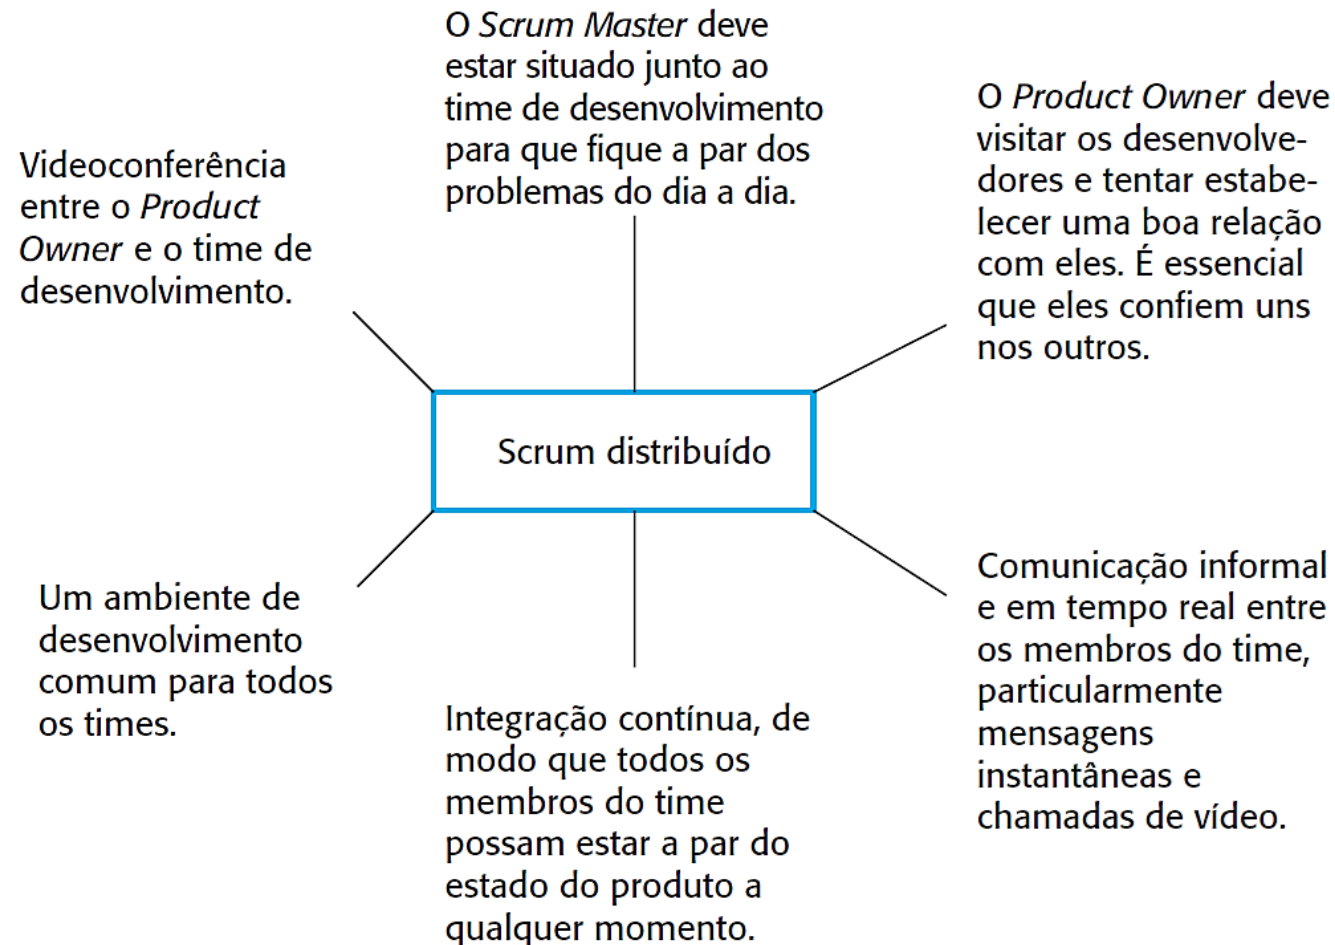 O Scrum Master deve
estar situado junto ao
time de desenvolvimento
para que fique a par dos
problemas do dia a dia.
Videoconferência
entre o Product
Owner e o time de
desenvolvimento.
O Product Owner deve
visitar os desenvolve-
dores e tentar estabe-
lecer uma boa relação
com eles. É essencial
que eles confiem uns
nos outros.
Scrum distribuído
Um ambiente de
desenvolvimento
comum para todos
os times.
Integração contínua, de
modo que todos os
membros do time
possam estar a par do
estado do produto a
qualquer momento.
Comunicação informal
e em tempo real entre
os membros do time,
particularmente
mensagens
instantâneas e
chamadas de vídeo.